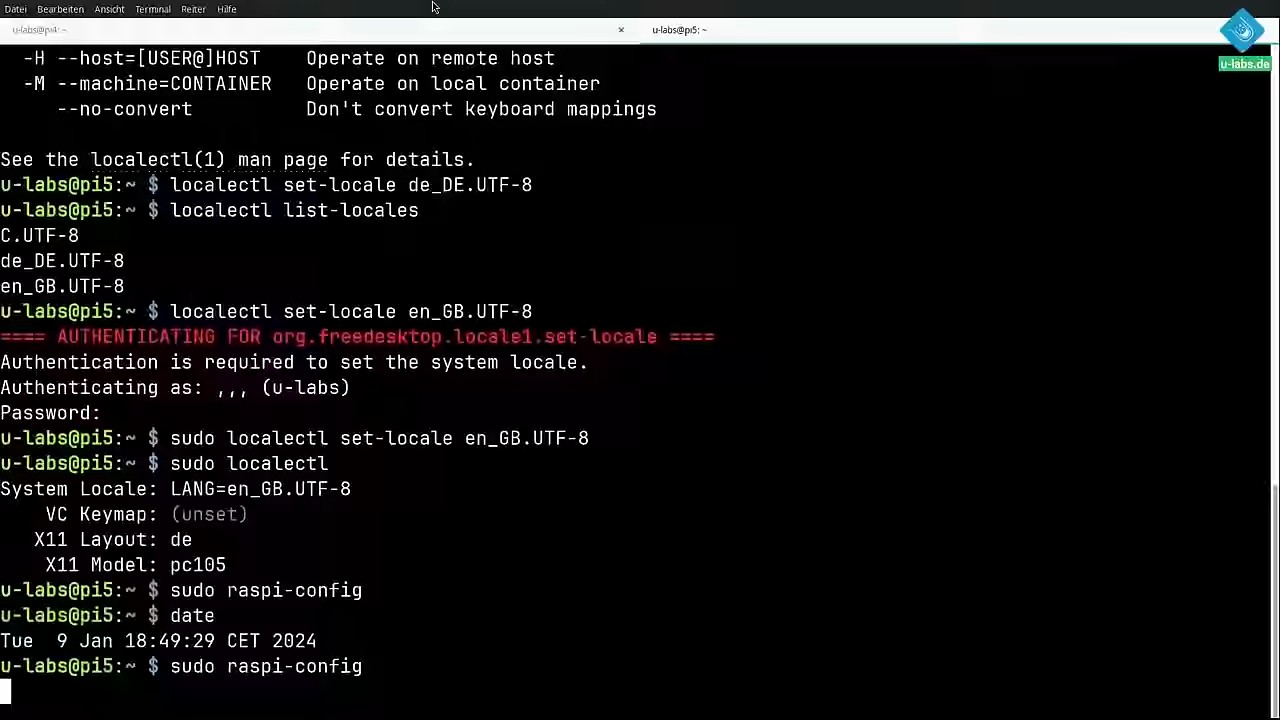 Datei Bearbeiten Ansicht Terminal Reiter Hilfe
u-labs@pi4: ~ × u-labs@pi5: ~
u-labs.de
-H --host=[USER@]HOST Operate on remote host
-M --machine=CONTAINER Operate on local container
--no-convert Don't convert keyboard mappings
See the localectl(1) man page for details.
u-labs@pi5:~ $ localectl set-locale de_DE.UTF-8
u-labs@pi5:~ $ localectl list-locales
C.UTF-8
de_DE.UTF-8
en_GB.UTF-8
u-labs@pi5:~ $ localectl set-locale en_GB.UTF-8
==== AUTHENTICATING FOR org.freedesktop.locale1.set-locale ====
Authentication is required to set the system locale.
Authenticating as: ,,, (u-labs)
Password:
u-labs@pi5:~ $ sudo localectl set-locale en_GB.UTF-8
u-labs@pi5:~ $ sudo localectl
System Locale: LANG=en_GB.UTF-8
VC Keymap: (unset)
X11 Layout: de
X11 Model: pc105
u-labs@pi5:~ $ sudo raspi-config
u-labs@pi5:~ $ date
Tue  9 Jan 18:49:29 CET 2024
u-labs@pi5:~ $ sudo raspi-config